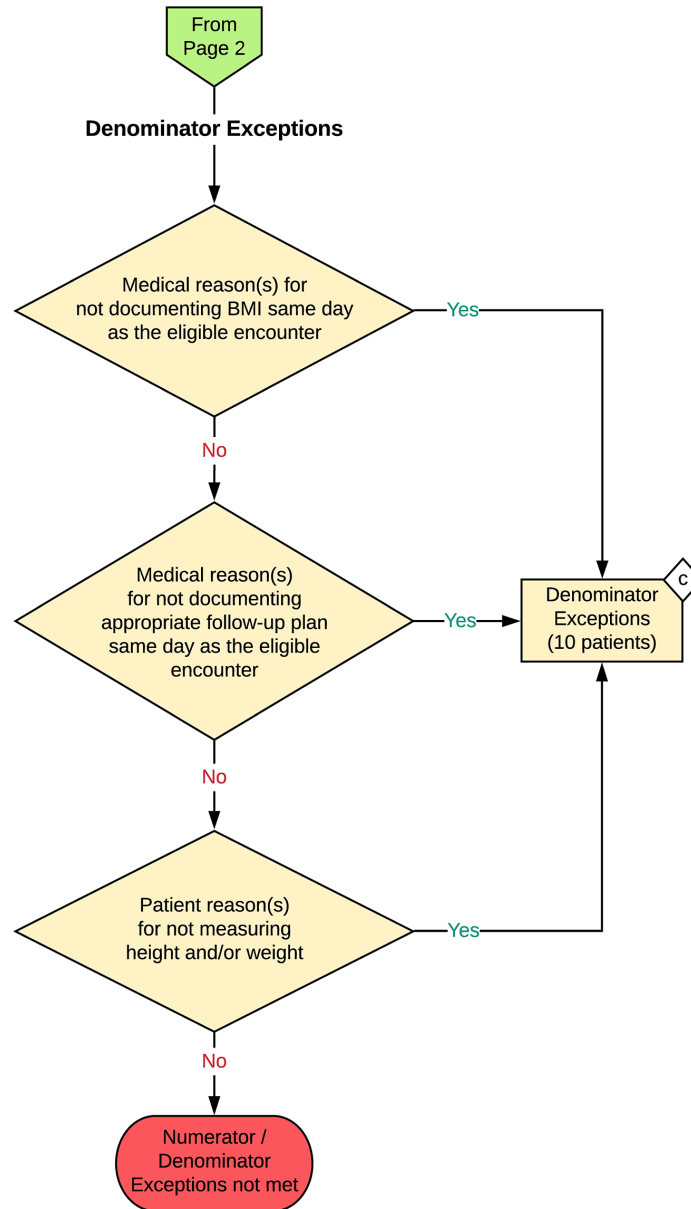 From
Page 2
Denominator Exceptions
Medical reason(s) for
not documenting BMI same day
as the eligible encounter
Yes
No
Medical reason(s)
for not documenting
appropriate follow-up plan
same day as the eligible
encounter
Yes
c
Denominator
Exceptions
(10 patients)
No
Patient reason(s)
for not measuring
height and/or weight
Yes
No
Numerator /
Denominator
Exceptions not met